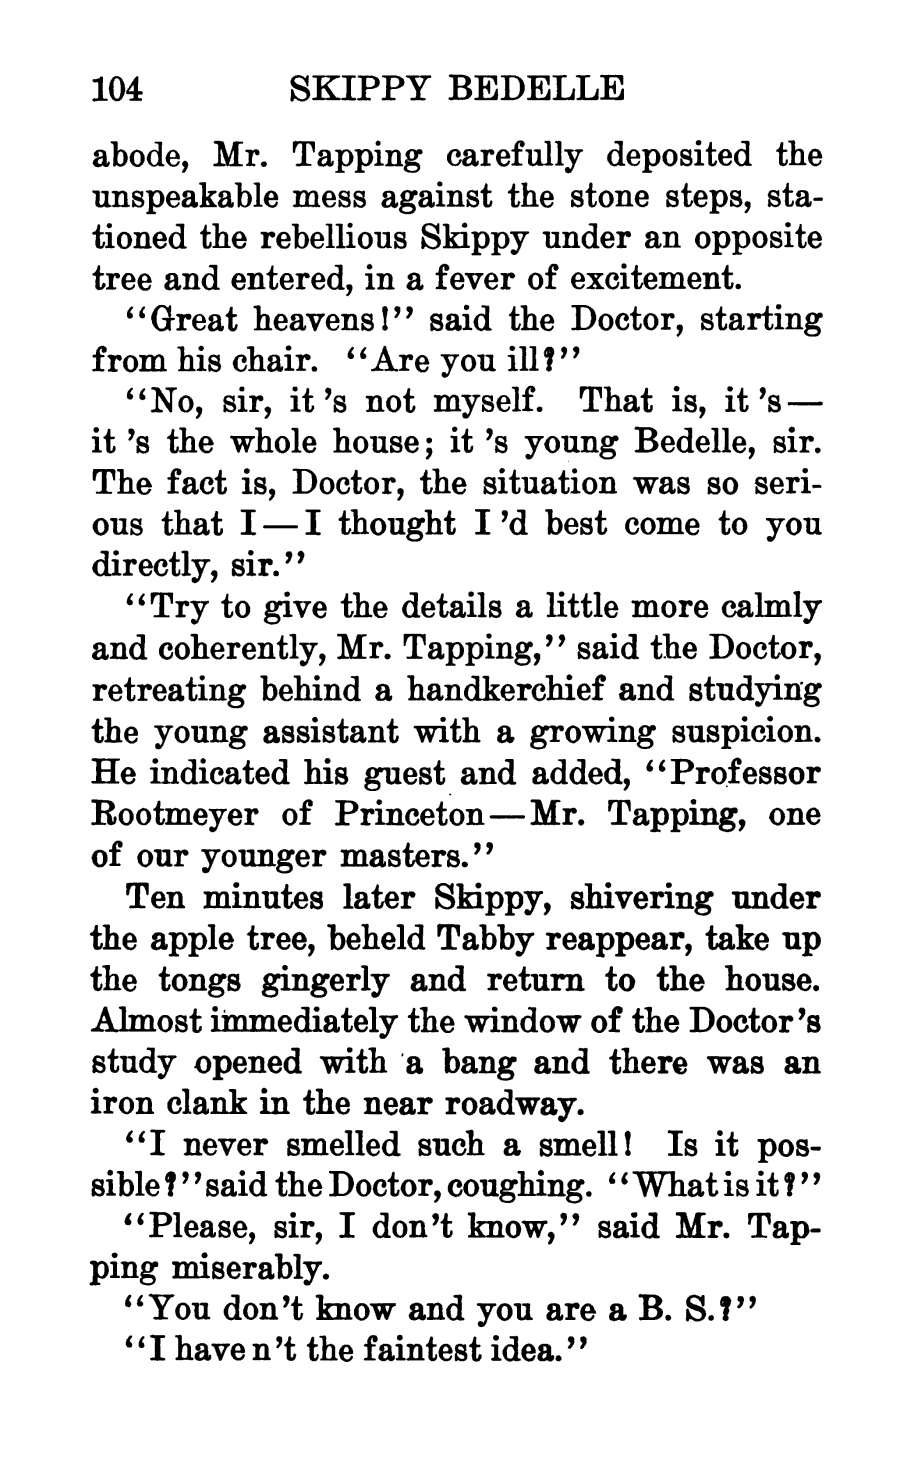 104 SKIPPY BEDELLE
abode, Mr. Tapping carefully deposited the
unspeakable mess against the stone steps, sta-
tioned the rebellious Skippy under an opposite
tree and entered, in a fever of excitement.
“Great heavens!” said the Doctor, starting
from his chair. “Are you ill?”
“No, sir, it’s not myself. That is, it’s—
it’s the whole house; it’s young Bedelle, sir.
The fact is, Doctor, the situation was so seri-
ous that I—I thought I’d best come to you
directly, sir.”
“Try to give the details a little more calmly
and coherently, Mr. Tapping,” said the Doctor,
retreating behind a handkerchief and studying
the young assistant with a growing suspicion.
He indicated his guest and added, “Professor
Rootmeyer of Princeton—Mr. Tapping, one
of our younger masters.”
Ten minutes later Skippy, shivering under
the apple tree, beheld Tabby reappear, take up
the tongs gingerly and return to the house.
Almost immediately the window of the Doctor’s
study opened with a bang and there was an
iron clank in the near roadway.
“I never smelled such a smell! Is it pos-
sible?” said the Doctor, coughing. “What is it?”
“Please, sir, I don’t know,” said Mr. Tap-
ping miserably.
“You don’t know and you are a B. S.?”
“I have n’t the faintest idea.”